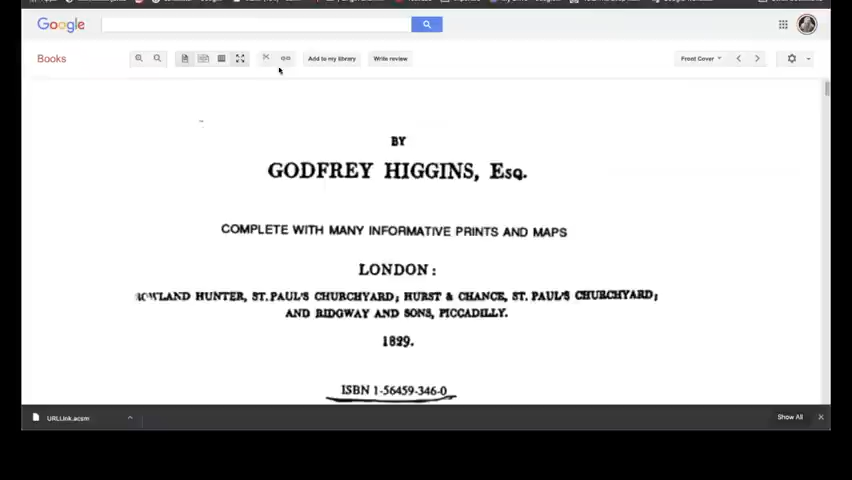 Google
Books
Add to my library
Write review
Front Cover
BY
GODFREY HIGGINS, Esq.
COMPLETE WITH MANY INFORMATIVE PRINTS AND MAPS
LONDON:
ROWLAND HUNTER, ST. PAUL'S CHURCHYARD; HURST & CHANCE, ST. PAUL'S CHURCHYARD;
AND RIDGWAY AND SONS, PICCADILLY.
1829.
ISBN 1-56459-346-0
URLLink.acsm
Show All